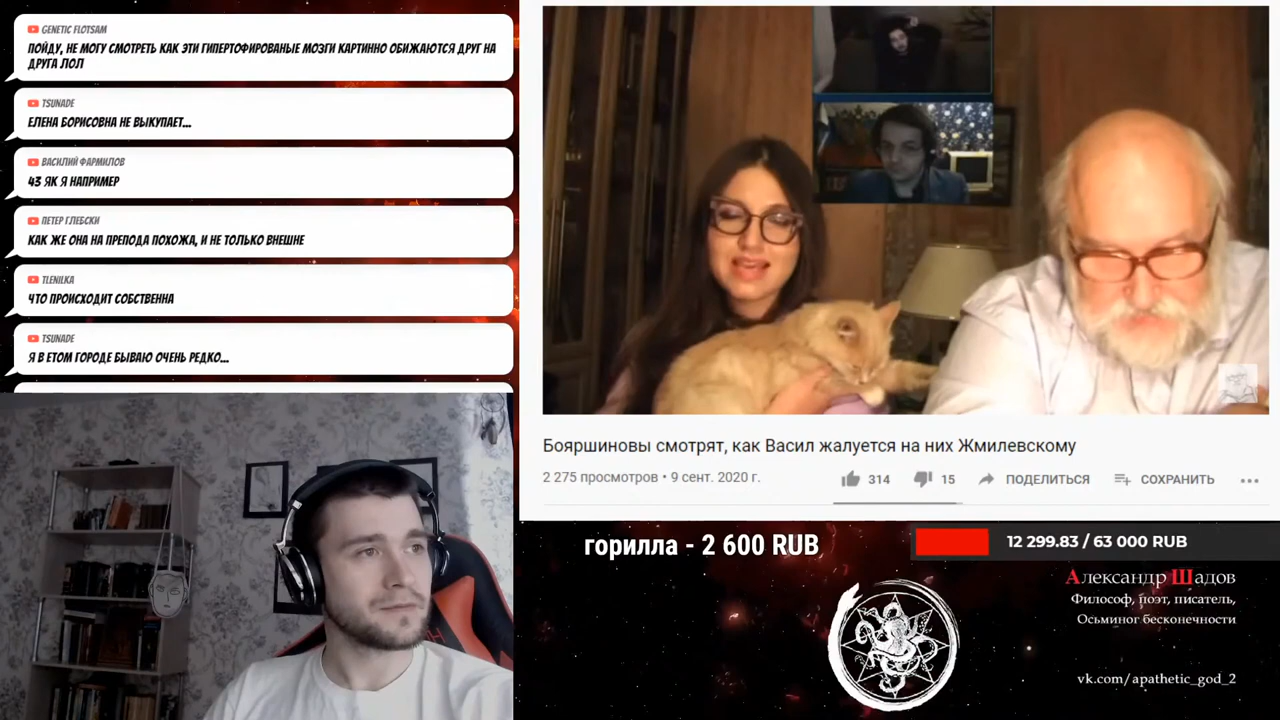 GENETIC FLOTSAM
ПОЙДУ, НЕ МОГУ СМОТРЕТЬ КАК ЭТИ ГИПЕРТОФИРОВАНЫЕ МОЗГИ КАРТИННО ОБИЖАЮТСЯ ДРУГ НА
ДРУГА ЛОЛ
TSUNADE
ЕЛЕНА БОРИСОВНА НЕ ВЫКУПАЕТ...
ВАСИЛИЙ ФАРМИЛОВ
43 ЯК Я НАПРИМЕР
ПЕТЕР ГЛЕБСКИ
КАК ЖЕ ОНА НА ПРЕПОДА ПОХОЖА, И НЕ ТОЛЬКО ВНЕШНЕ
TLENILKA
ЧТО ПРОИСХОДИТ СОБСТВЕННА
TSUNADE
Я В ЕТОМ ГОРОДЕ БЫВАЮ ОЧЕНЬ РЕДКО...
Бояршиновы смотрят, как Васил жалуется на них Жмилевскому
2 275 просмотров • 9 сент. 2020 г.
314
15
ПОДЕЛИТЬСЯ
СОХРАНИТЬ
горилла - 2 600 RUB
12 299.83 / 63 000 RUB
Александр Шадов
Философ, поэт, писатель,
Осьминог бесконечности
vk.com/apathetic_god_2